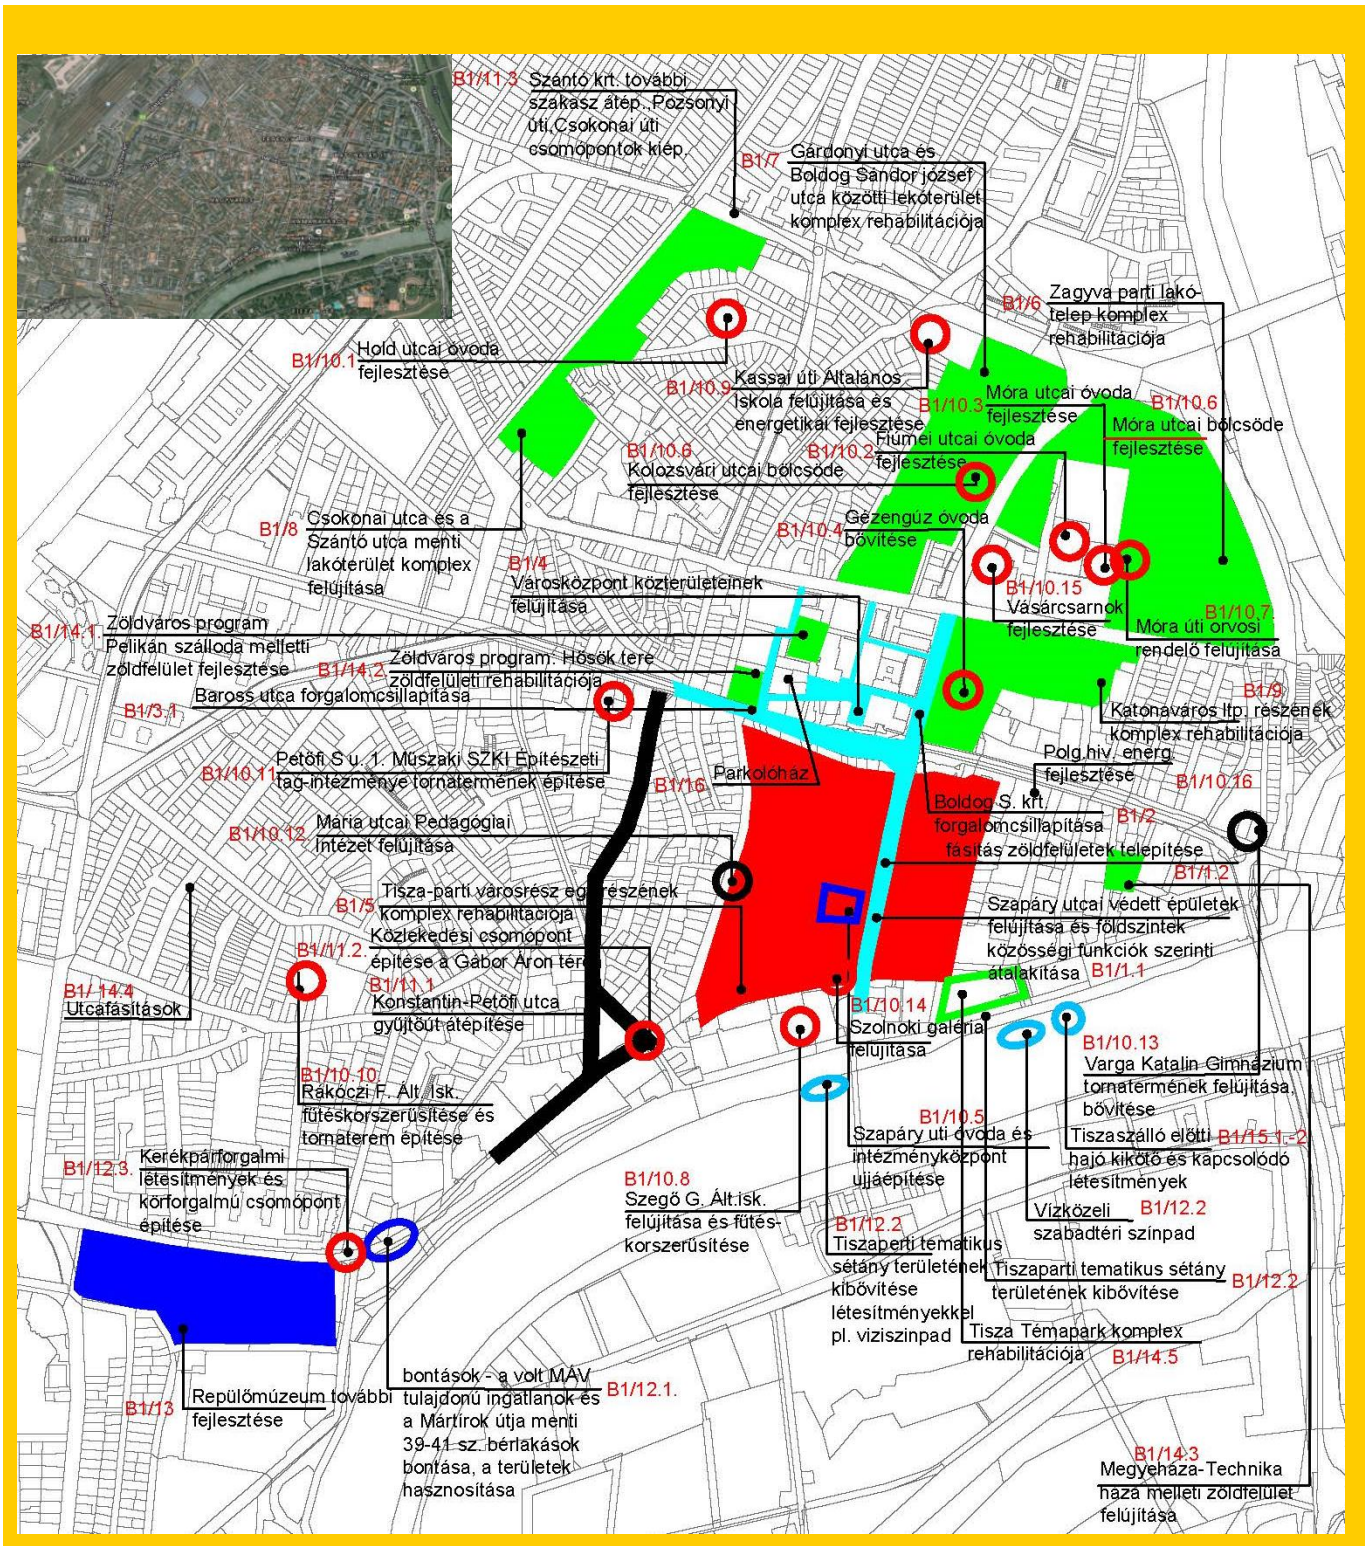 B1/11.3 Szántó krt. további
szakasz átép.,Pozsonyi
úti,Csokonai úti
csomópontok kiép.
B1/7 Gárdonyi utca és
Boldog Sándor józsef
utca közötti lekóterület
komplex rehabilitációja
B1/6 Zagyva parti lakó-
telep komplex
rehabilitációja
B1/10.1 Hold utcai óvoda
fejlesztése
B1/10.9 Kassai úti Általános
Iskola felújítása és
energetikai fejlesztése
B1/10.3 Móra utcai óvoda
fejlesztése
B1/10.6
Móra utcai bölcsöde
fejlesztése
B1/10.2 Fiumei utcai óvoda
fejlesztése
B1/10.6
Kolozsvári utcai bölcsöde
fejlesztése
B1/10.4 Gézengúz óvoda
bővítése
B1/8 Csokonai utca és a
Szántó utca menti
lakóterület komplex
felújítása
B1/4
Városközpont közterületeinek
felújítása
B1/10.15
Vásárcsarnok
fejlesztése
B1/10.7
Móra úti orvosi
rendelő felújítása
B1/14.1. Zöldváros program
Pelikán szálloda melletti
zöldfelület fejlesztése
B1/14.2 Zöldváros program: Hősök tere
zöldfelületi rehabilitációja
Baross utca forgalomcsillapítása
B1/3.1
B1/9
Katonaváros ltp. részének
komplex rehabilitációja
Polg.hiv. energ.
fejlesztése
B1/10.16
Petőfi S u. 1. Műszaki SZKI Építészeti
B1/10.11 tag-intézménye tornatermének építése
B1/16 Parkolóház
Boldog S. krt.
forgalomcsillapítása B1/2
fásítás zöldfelületek telepítése
B1/1.2
B1/10.12 Mária utcai Pedagógiai
Intézet felújítása
Tisza-parti városrész egy részének
B1/5 komplex rehabilitációja
Szapáry utcai védett épületek
felújítása és földszintek
közösségi funkciók szerinti
átalakítása B1/1.1
Közlekedési csomópont
B1/11.2. építése a Gábor Áron téren
B1/11.1
Konstantin-Petőfi utca
gyűjtőút átépítése
B1/ 14.4
Utcafásítások
B1/10.14
Szolnoki galéria
felújítása
B1/10.13
Varga Katalin Gimnázium
tornatermének felújítása,
bővítése
B1/10.10.
Rákóczi F. Ált. Isk.
fűtéskorszerűsítése és
tornaterem építése
B1/10.5
Szapáry uti óvoda és
intézményközpont
ujjáépítése
Tiszaszálló előtti B1/15.1.-2
hajó kikötő és kapcsolódó
létesítmények
B1/12.3. Kerékpárforgalmi
létesítmények és
körforgalmú csomópont
építése
B1/10.8
Szegő G. Ált.isk.
felújítása és fűtés-
korszerűsítése
B1/12.2
Tiszaperti tematikus
sétány területének
kibővítése
létesítményekkel
pl. viziszinpad
Vízközeli B1/12.2
szabadtéri színpad
Tiszaparti tematikus sétány
területének kibővítése B1/12.2
Tisza Témapark komplex
rehabilitációja B1/14.5
B1/13 Repülőmúzeum további
fejlesztése
bontások - a volt MÁV B1/12.1.
tulajdonú ingatlanok és
a Mártírok útja menti
39-41 sz. bérlakások
bontása, a területek
hasznosítása
B1/14.3
Megyeháza-Technika
háza melleti zöldfelület
felújítása